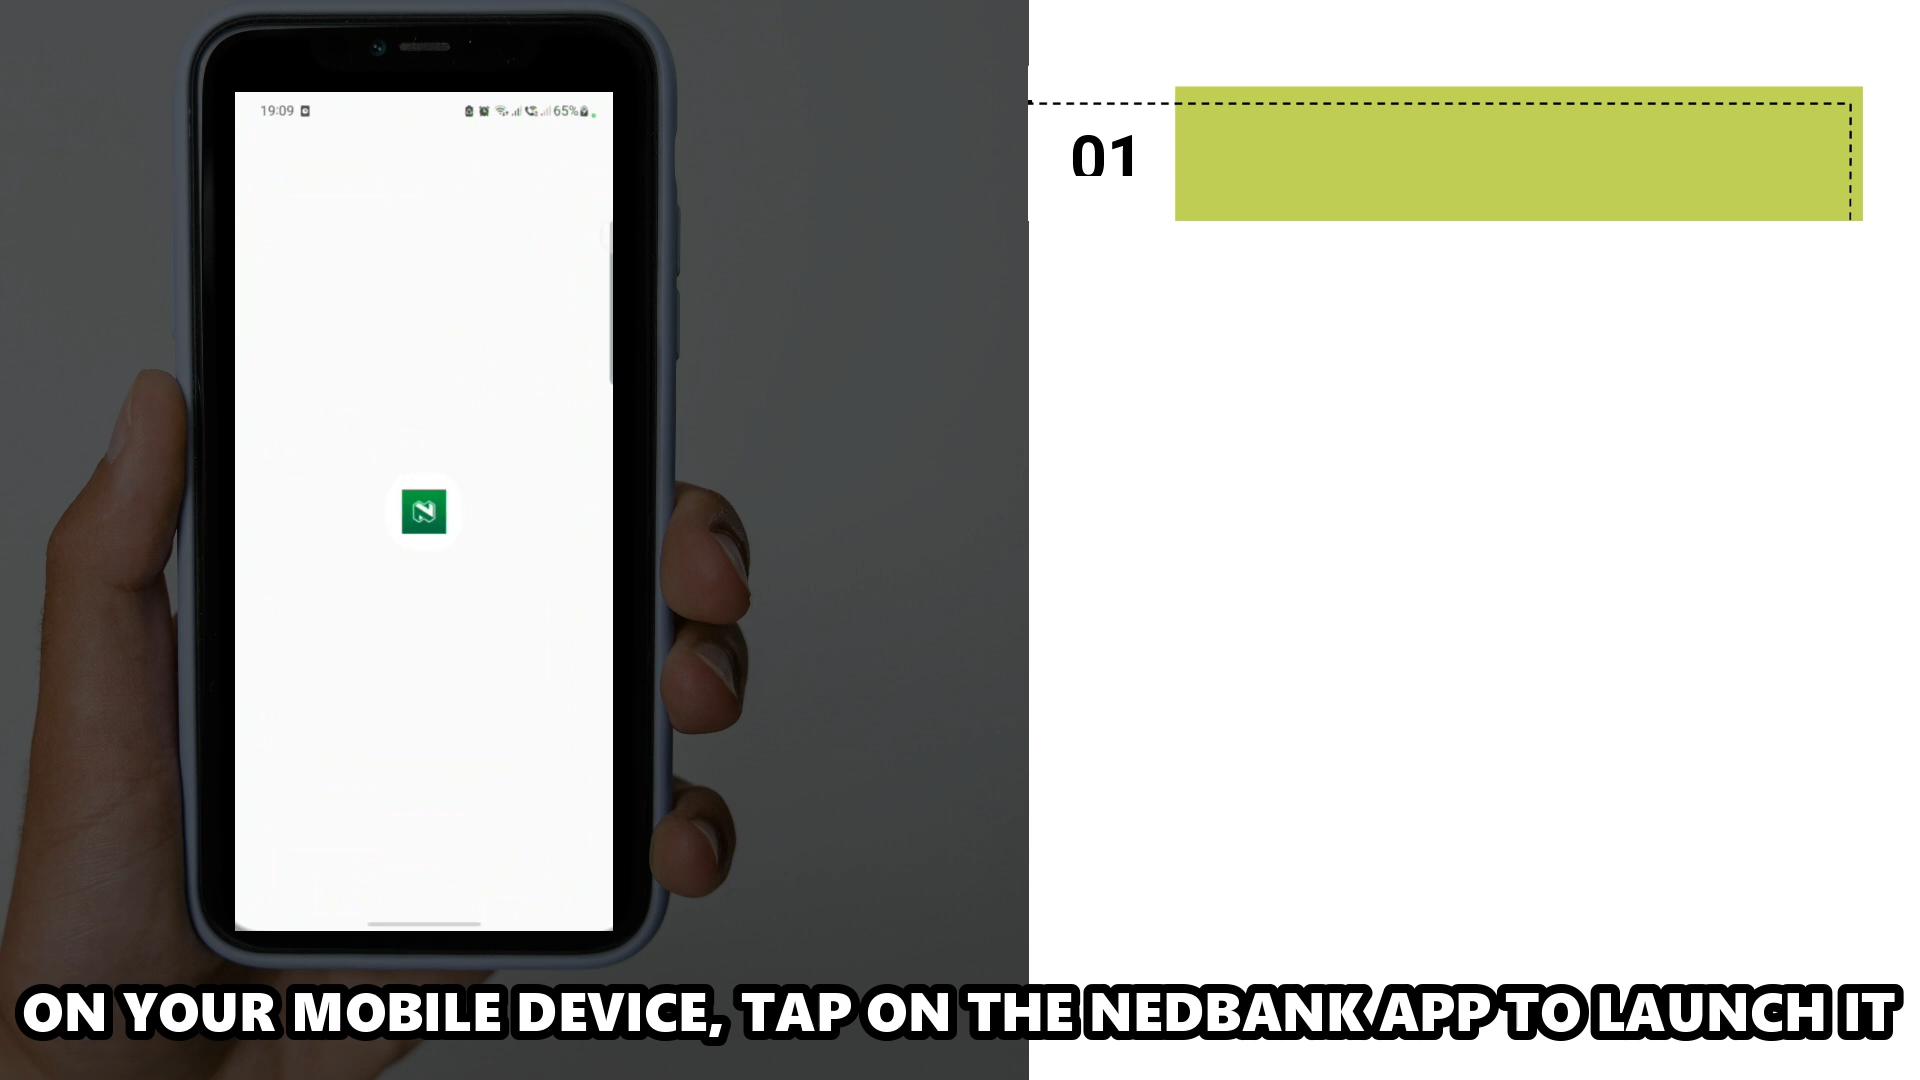 19:09 65%
01
N
ON YOUR MOBILE DEVICE, TAP ON THE NEDBANK APP TO LAUNCH IT